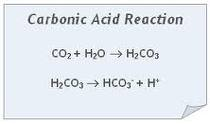 Carbonic Acid Reaction
CO₂ + H₂O → H₂CO₃
H₂CO₃ → HCO₃⁻ + H⁺